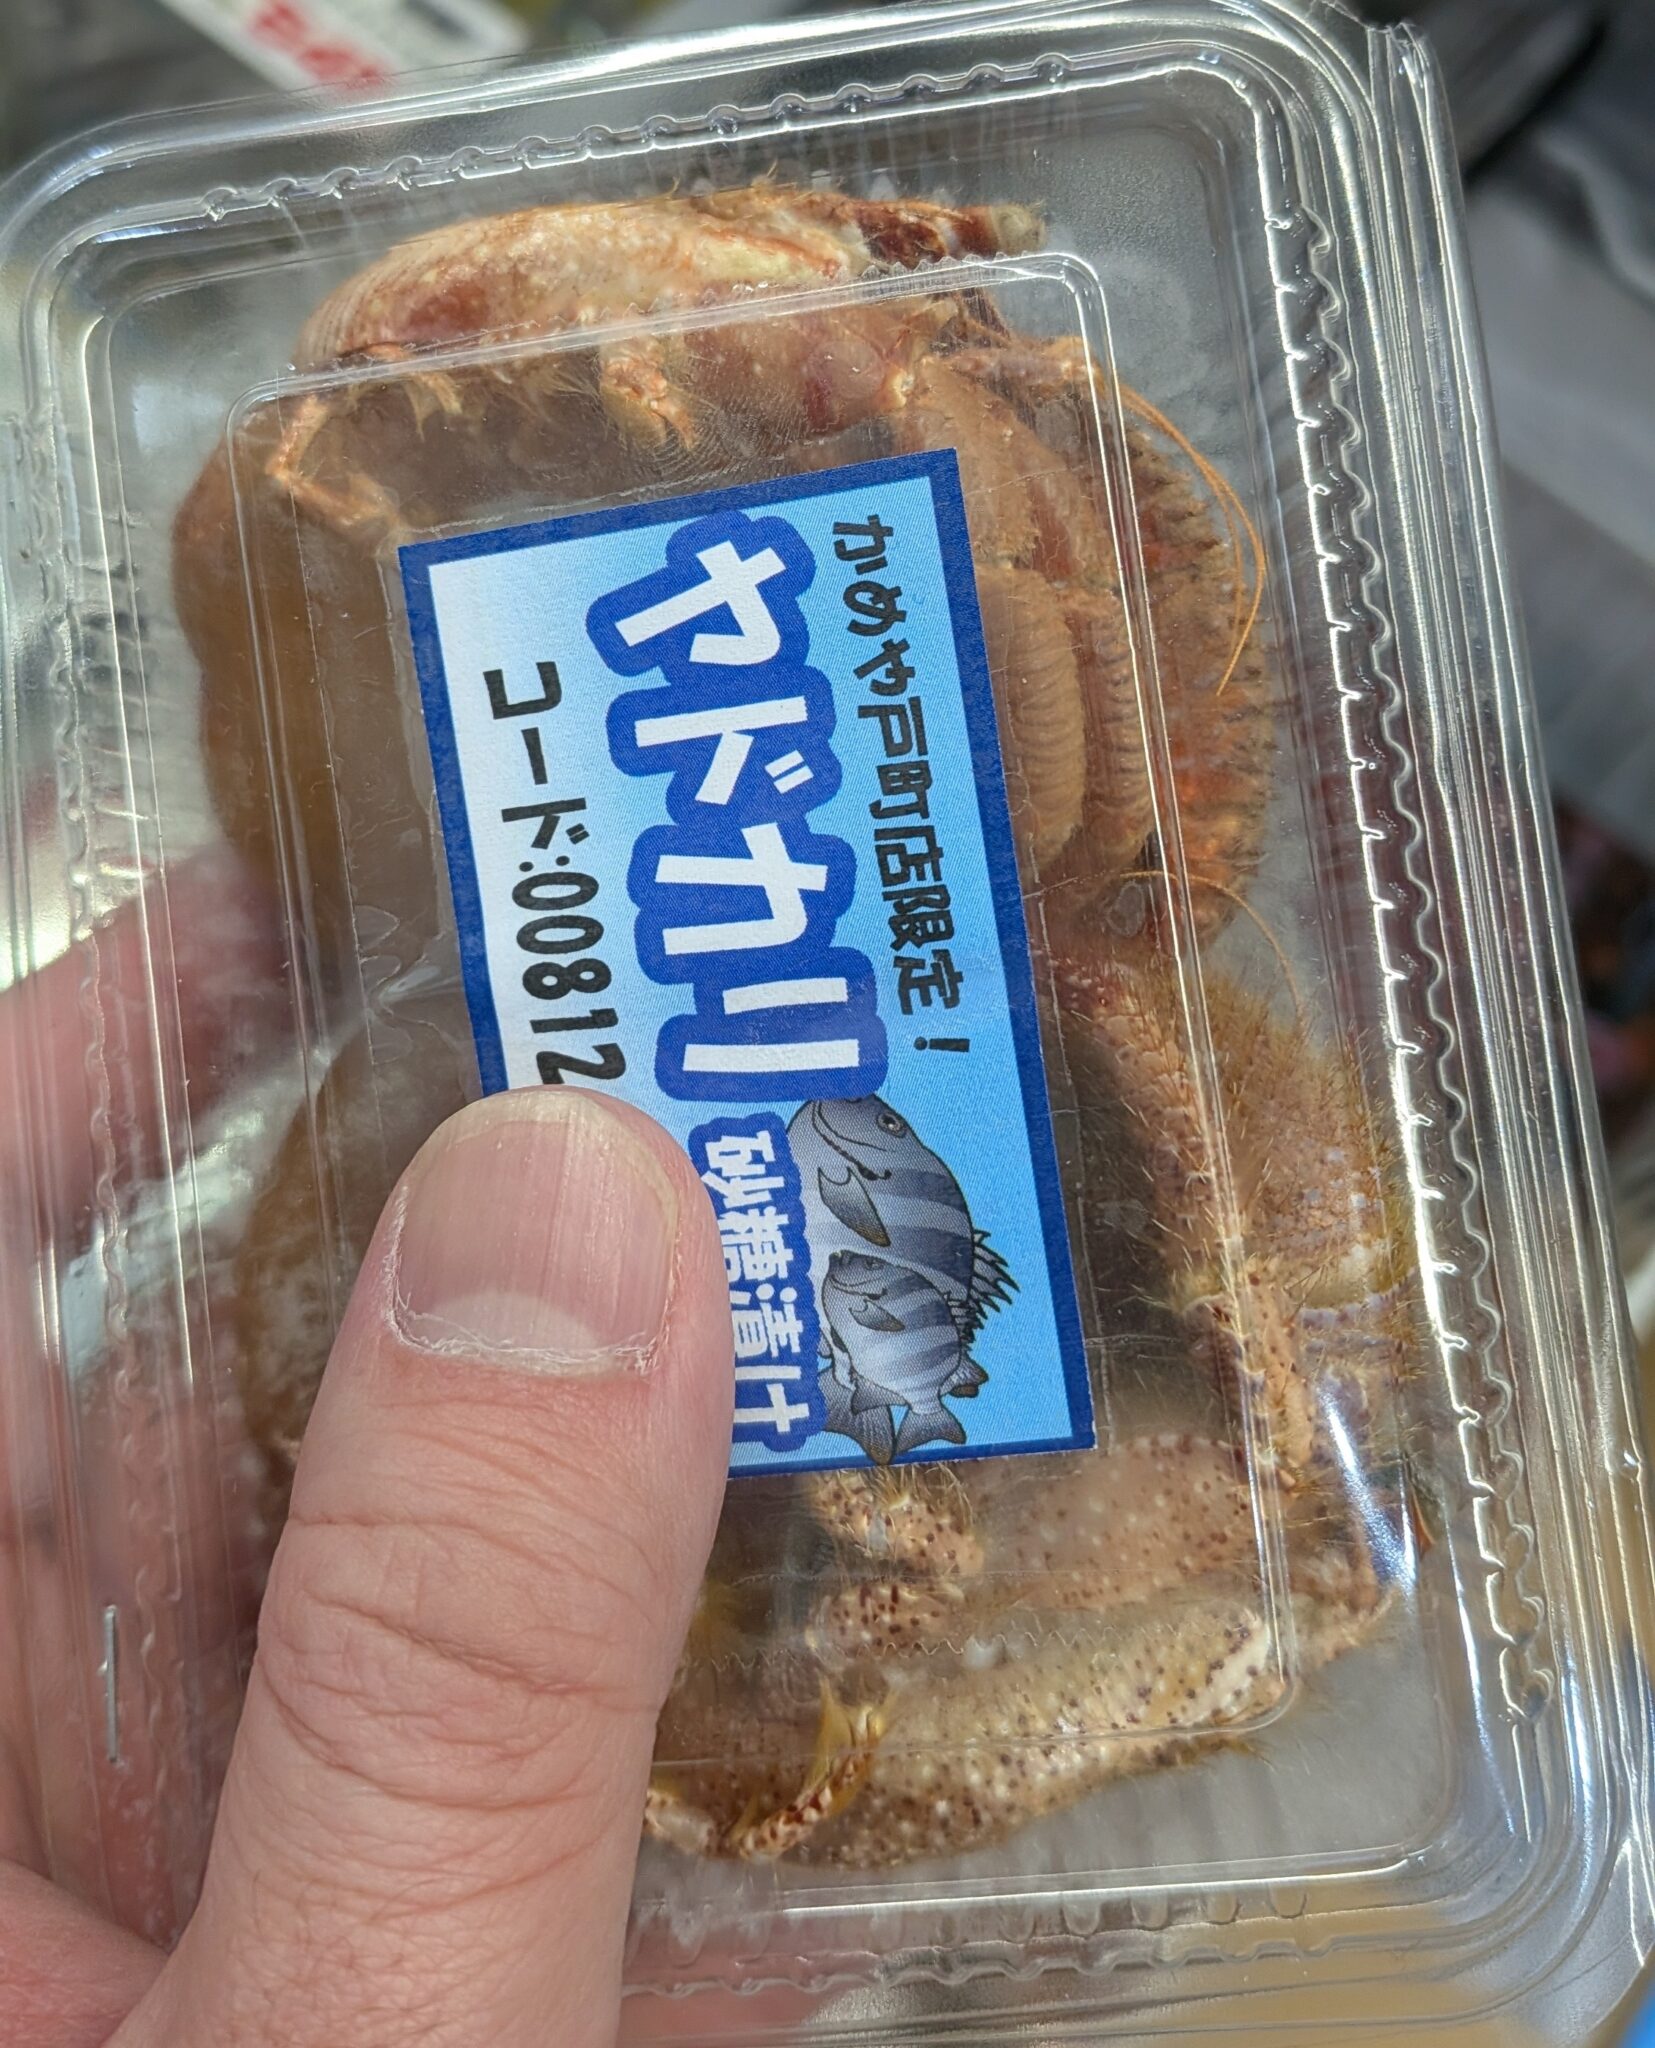 かめや戸町店限定！
ヤドカリ 砂糖漬け
コード:00812